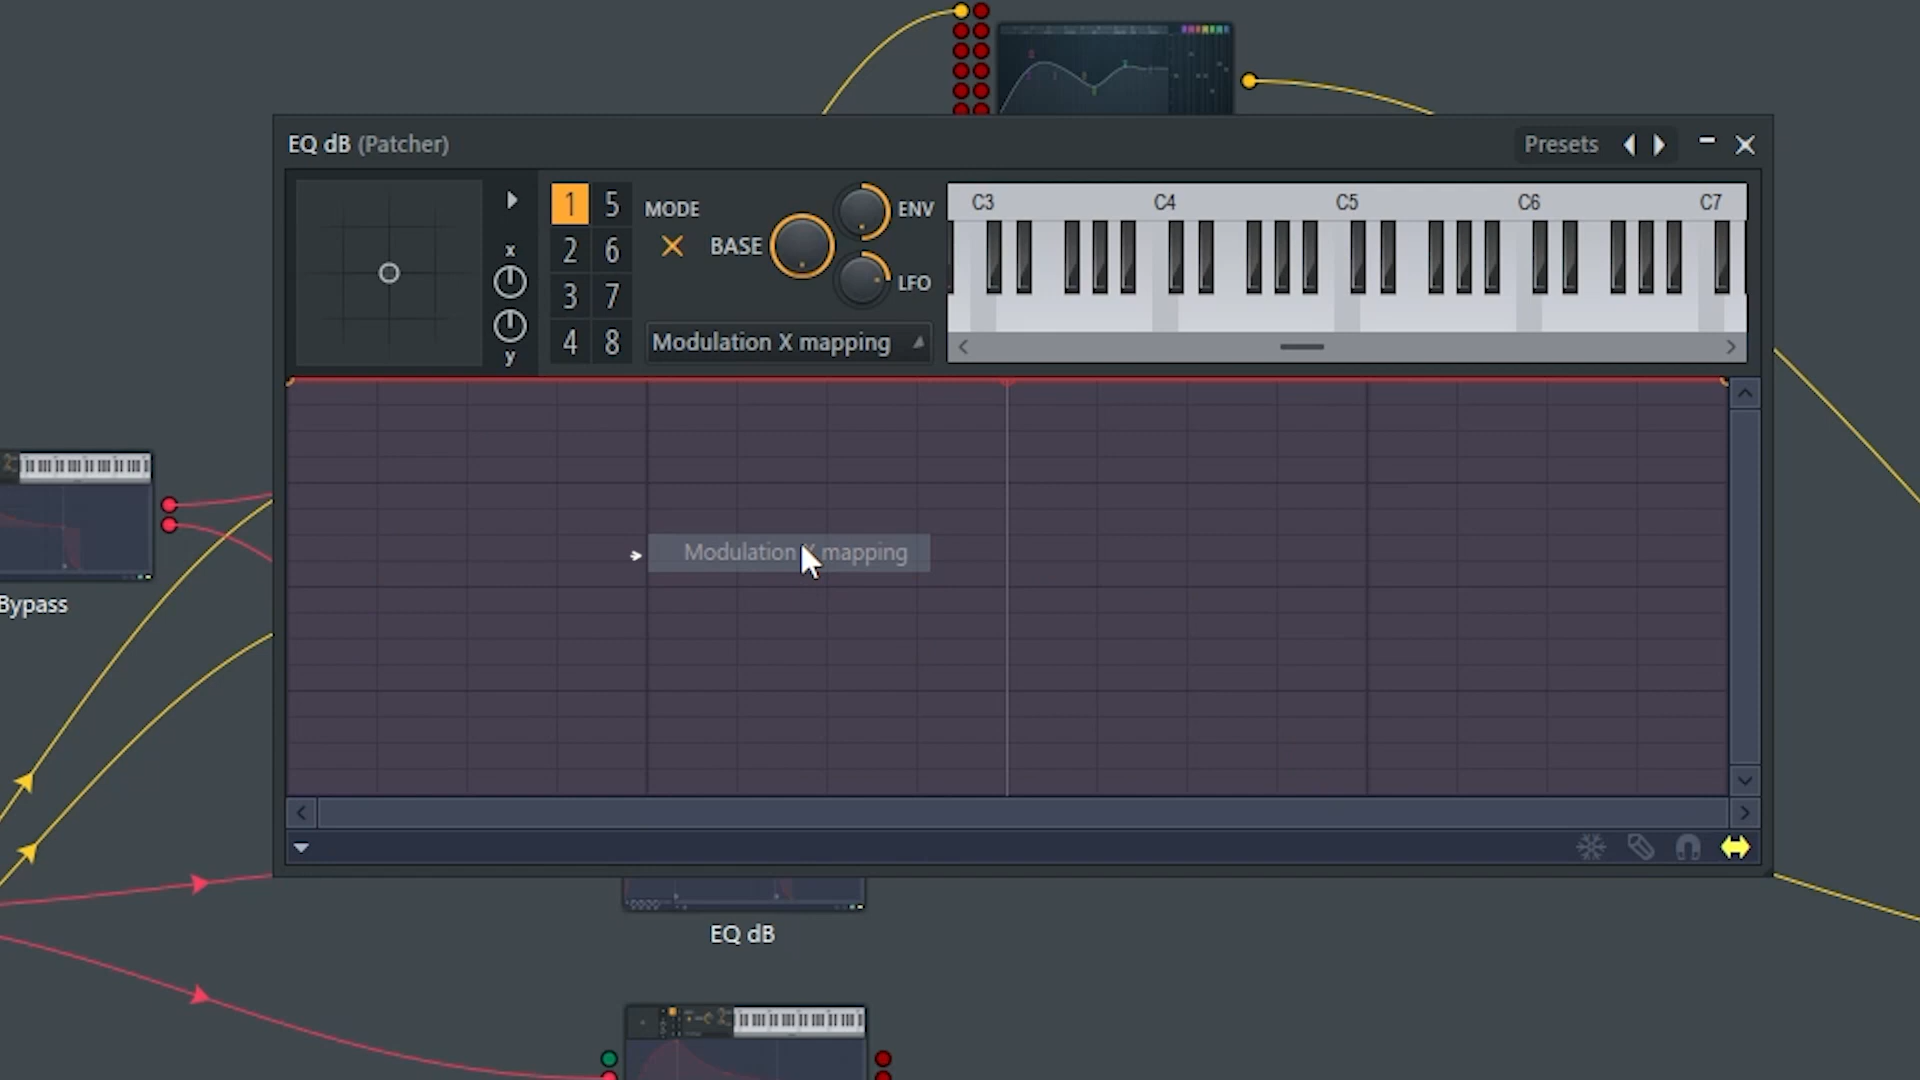 EQ dB (Patcher)
Presets
1 5
2 6
3 7
4 8
MODE
BASE
ENV
LFO
x
y
C3 C4 C5 C6 C7
Modulation X mapping
Modulation X mapping
Bypass
EQ dB